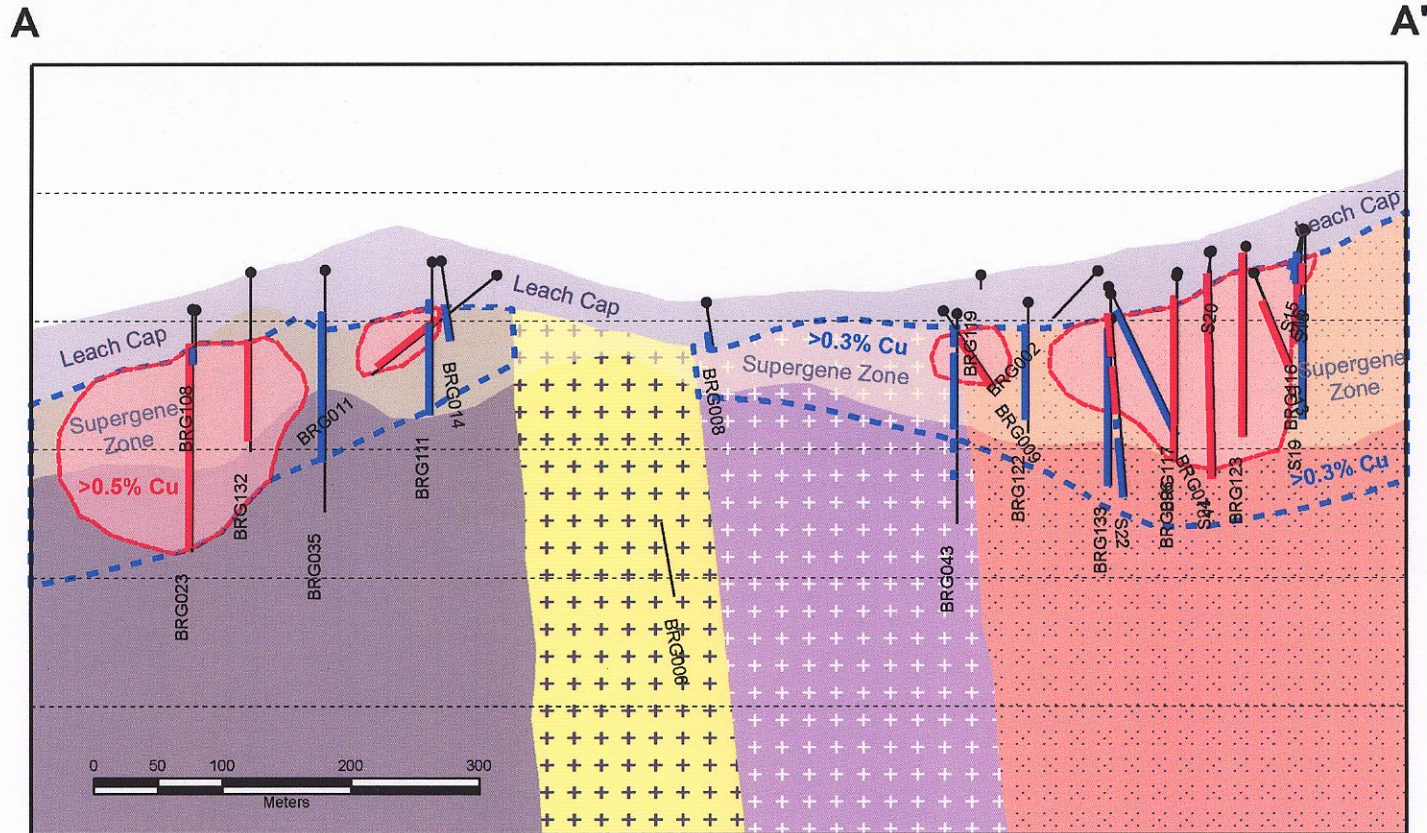 A
A'
Leach Cap
Leach Cap
Leach Cap
>0.3% Cu
Supergene Zone
Supergene
Zone
Supergene
Zone
>0.5% Cu
>0.3% Cu
BRG108
BRG023
BRG132
BRG011
BRG035
BRG111
BRG014
BRG008
BRG006
BRG119
BRG002
BRG009
BRG043
BRG122
BRG133
S22
S20
BRG123
S15
S19
0
50
100
200
300
Meters